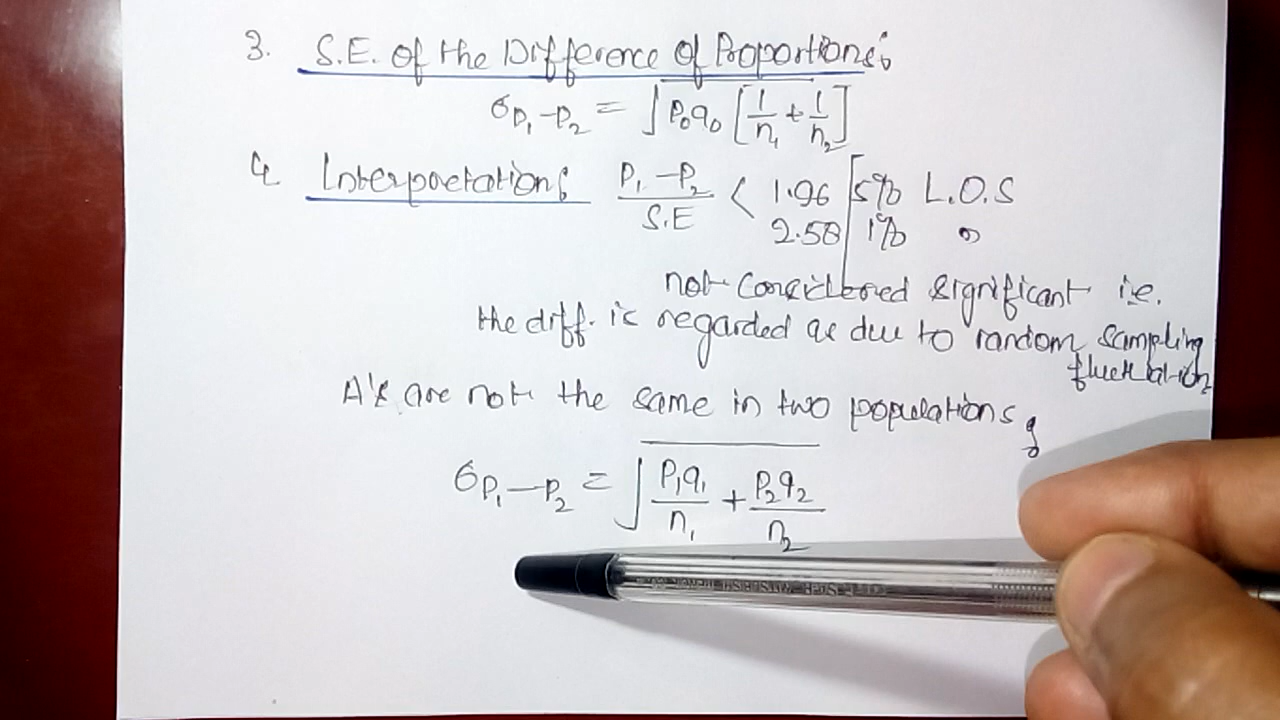 3. S.E. of the Difference of Proportions:
σp₁-p₂ = √p₀q₀ [1/n₁ + 1/n₂]
4 Interpretation: p₁-p₂/S.E < 1.96 | 5% L.O.S
2.58 | 1% "
not considered significant i.e.
the diff. is regarded as due to random sampling
fluctuation
A's are not the same in two populations,
σp₁-p₂ = √p₁q₁/n₁ + p₂q₂/n₂